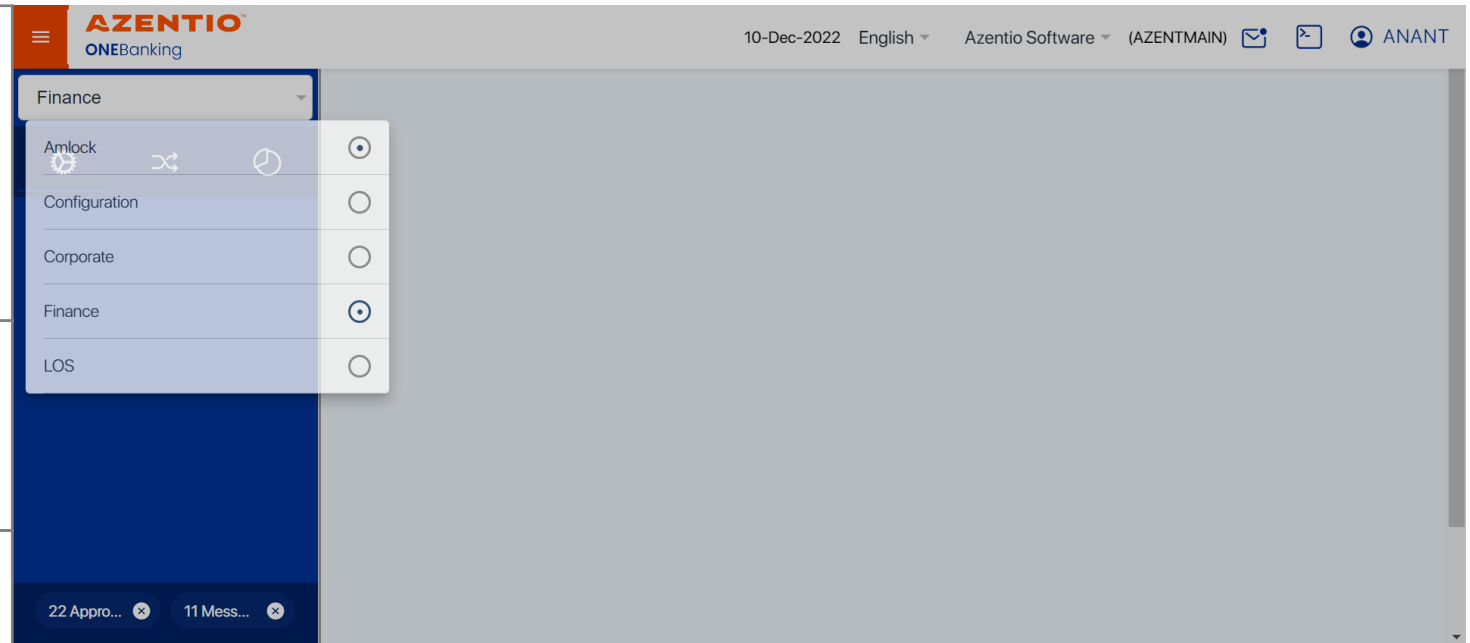 AZENTIO™
ONEBanking
10-Dec-2022 English Azentio Software (AZENTMAIN) ANANT
Finance
Amlock
Configuration
Corporate
Finance
LOS
22 Appro... 11 Mess...